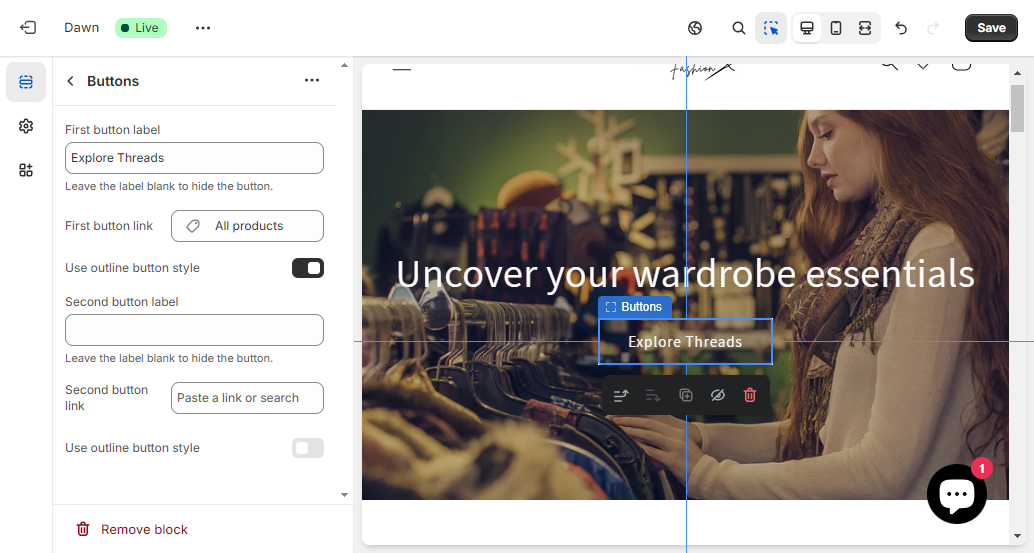 Dawn
Live
Save
Buttons
First button label
Explore Threads
Leave the label blank to hide the button.
First button link
All products
Use outline button style
Second button label
Leave the label blank to hide the button.
Second button
link
Paste a link or search
Use outline button style
Remove block
Fashion X
Uncover your wardrobe essentials
Buttons
Explore Threads
1